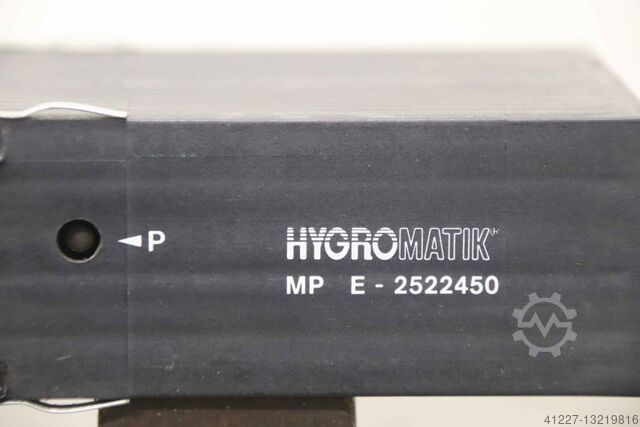 ◄P
HYGROMATIK®
MP E - 2522450
41227-13219816